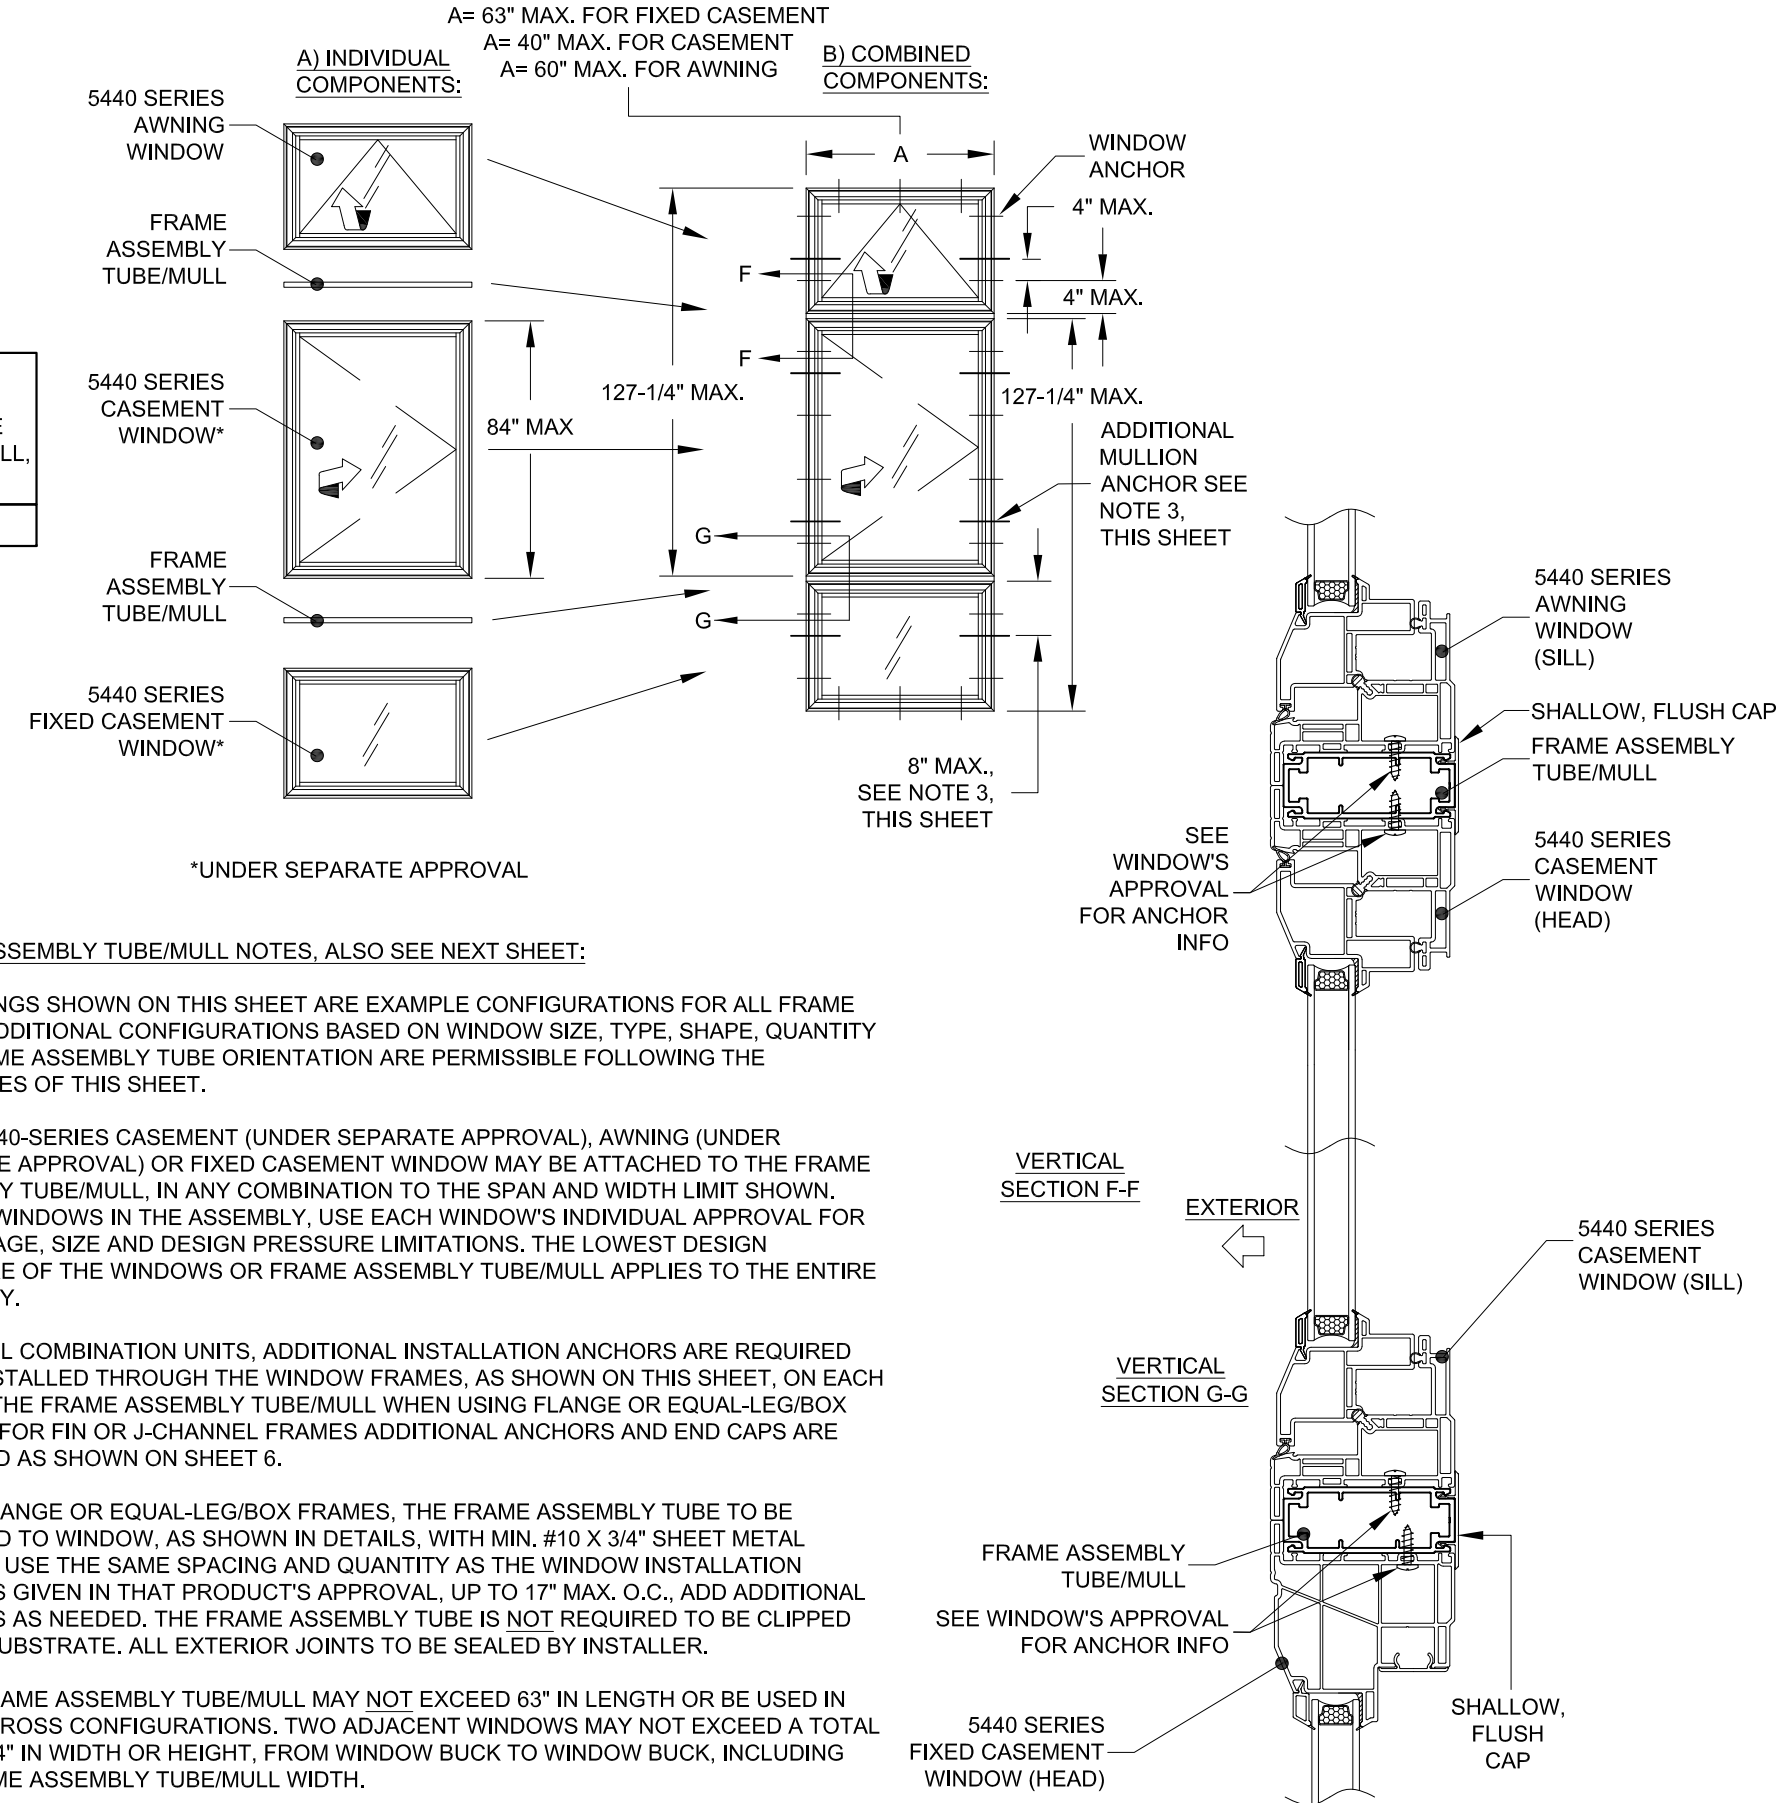 A= 63" MAX. FOR FIXED CASEMENT
A= 40" MAX. FOR CASEMENT
A= 60" MAX. FOR AWNING
A) INDIVIDUAL
COMPONENTS:
B) COMBINED
COMPONENTS:
5440 SERIES
AWNING
WINDOW
FRAME
ASSEMBLY
TUBE/MULL
5440 SERIES
CASEMENT
WINDOW*
84" MAX
FRAME
ASSEMBLY
TUBE/MULL
5440 SERIES
FIXED CASEMENT
WINDOW*
LL,
A
WINDOW
ANCHOR
4" MAX.
4" MAX.
F
F
127-1/4" MAX.
127-1/4" MAX.
ADDITIONAL
MULLION
ANCHOR SEE
NOTE 3,
THIS SHEET
G
G
8" MAX.,
SEE NOTE 3,
THIS SHEET
*UNDER SEPARATE APPROVAL
5440 SERIES
AWNING
WINDOW
(SILL)
SHALLOW, FLUSH CAP
FRAME ASSEMBLY
TUBE/MULL
SEE
WINDOW'S
APPROVAL
FOR ANCHOR
INFO
5440 SERIES
CASEMENT
WINDOW
(HEAD)
VERTICAL
SECTION F-F
EXTERIOR
5440 SERIES
CASEMENT
WINDOW (SILL)
VERTICAL
SECTION G-G
FRAME ASSEMBLY
TUBE/MULL
SEE WINDOW'S APPROVAL
FOR ANCHOR INFO
5440 SERIES
FIXED CASEMENT
WINDOW (HEAD)
SHALLOW,
FLUSH
CAP
SSEMBLY TUBE/MULL NOTES, ALSO SEE NEXT SHEET:
NGS SHOWN ON THIS SHEET ARE EXAMPLE CONFIGURATIONS FOR ALL FRAME
DDITIONAL CONFIGURATIONS BASED ON WINDOW SIZE, TYPE, SHAPE, QUANTITY
ME ASSEMBLY TUBE ORIENTATION ARE PERMISSIBLE FOLLOWING THE
ES OF THIS SHEET.
40-SERIES CASEMENT (UNDER SEPARATE APPROVAL), AWNING (UNDER
E APPROVAL) OR FIXED CASEMENT WINDOW MAY BE ATTACHED TO THE FRAME
Y TUBE/MULL, IN ANY COMBINATION TO THE SPAN AND WIDTH LIMIT SHOWN.
WINDOWS IN THE ASSEMBLY, USE EACH WINDOW'S INDIVIDUAL APPROVAL FOR
AGE, SIZE AND DESIGN PRESSURE LIMITATIONS. THE LOWEST DESIGN
E OF THE WINDOWS OR FRAME ASSEMBLY TUBE/MULL APPLIES TO THE ENTIRE
Y.
L COMBINATION UNITS, ADDITIONAL INSTALLATION ANCHORS ARE REQUIRED
STALLED THROUGH THE WINDOW FRAMES, AS SHOWN ON THIS SHEET, ON EACH
THE FRAME ASSEMBLY TUBE/MULL WHEN USING FLANGE OR EQUAL-LEG/BOX
FOR FIN OR J-CHANNEL FRAMES ADDITIONAL ANCHORS AND END CAPS ARE
D AS SHOWN ON SHEET 6.
ANGE OR EQUAL-LEG/BOX FRAMES, THE FRAME ASSEMBLY TUBE TO BE
D TO WINDOW, AS SHOWN IN DETAILS, WITH MIN. #10 X 3/4" SHEET METAL
USE THE SAME SPACING AND QUANTITY AS THE WINDOW INSTALLATION
S GIVEN IN THAT PRODUCT'S APPROVAL, UP TO 17" MAX. O.C., ADD ADDITIONAL
S AS NEEDED. THE FRAME ASSEMBLY TUBE IS NOT REQUIRED TO BE CLIPPED
UBSTRATE. ALL EXTERIOR JOINTS TO BE SEALED BY INSTALLER.
RAME ASSEMBLY TUBE/MULL MAY NOT EXCEED 63" IN LENGTH OR BE USED IN
ROSS CONFIGURATIONS. TWO ADJACENT WINDOWS MAY NOT EXCEED A TOTAL
4" IN WIDTH OR HEIGHT, FROM WINDOW BUCK TO WINDOW BUCK, INCLUDING
ME ASSEMBLY TUBE/MULL WIDTH.